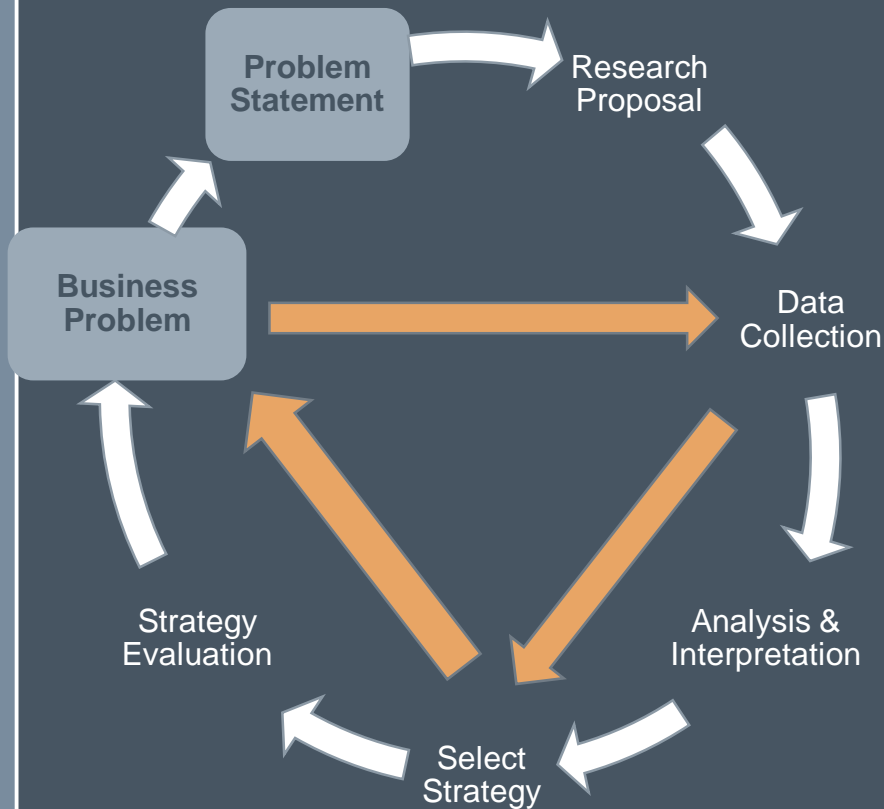 Problem
Statement
Research
Proposal
Business
Problem
Data
Collection
Strategy
Evaluation
Analysis &
Interpretation
Select
Strategy